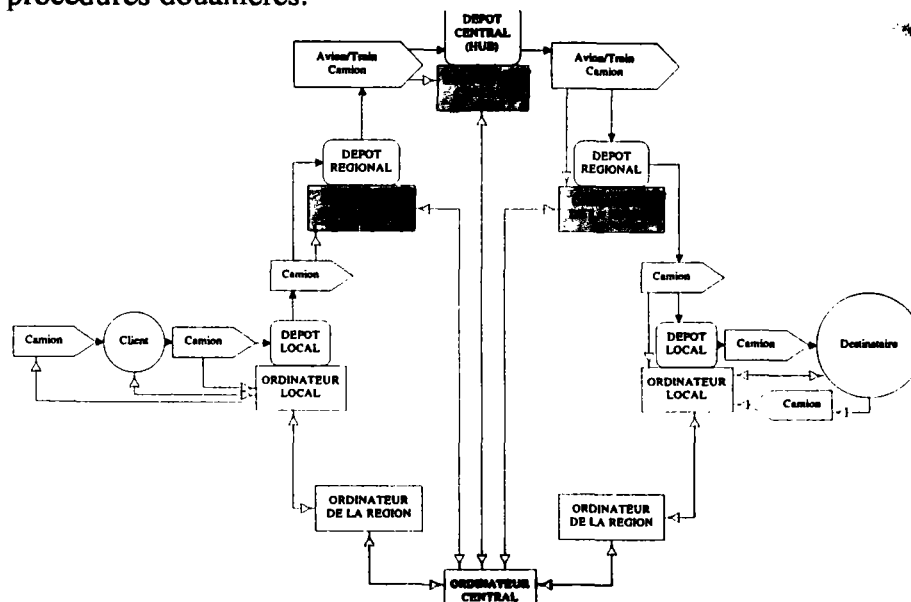 procédures douanières.
DEPOT
CENTRAL
(HUB)
Avion/Train
Camion
Avion/Train
Camion
DEPOT
REGIONAL
DEPOT
REGIONAL
Camion
Camion
Camion
Client
Camion
DEPOT
LOCAL
DEPOT
LOCAL
Camion
Destinataire
ORDINATEUR
LOCAL
ORDINATEUR
LOCAL
Camion
ORDINATEUR
DE LA REGION
ORDINATEUR
DE LA REGION
ORDINATEUR
CENTRAL